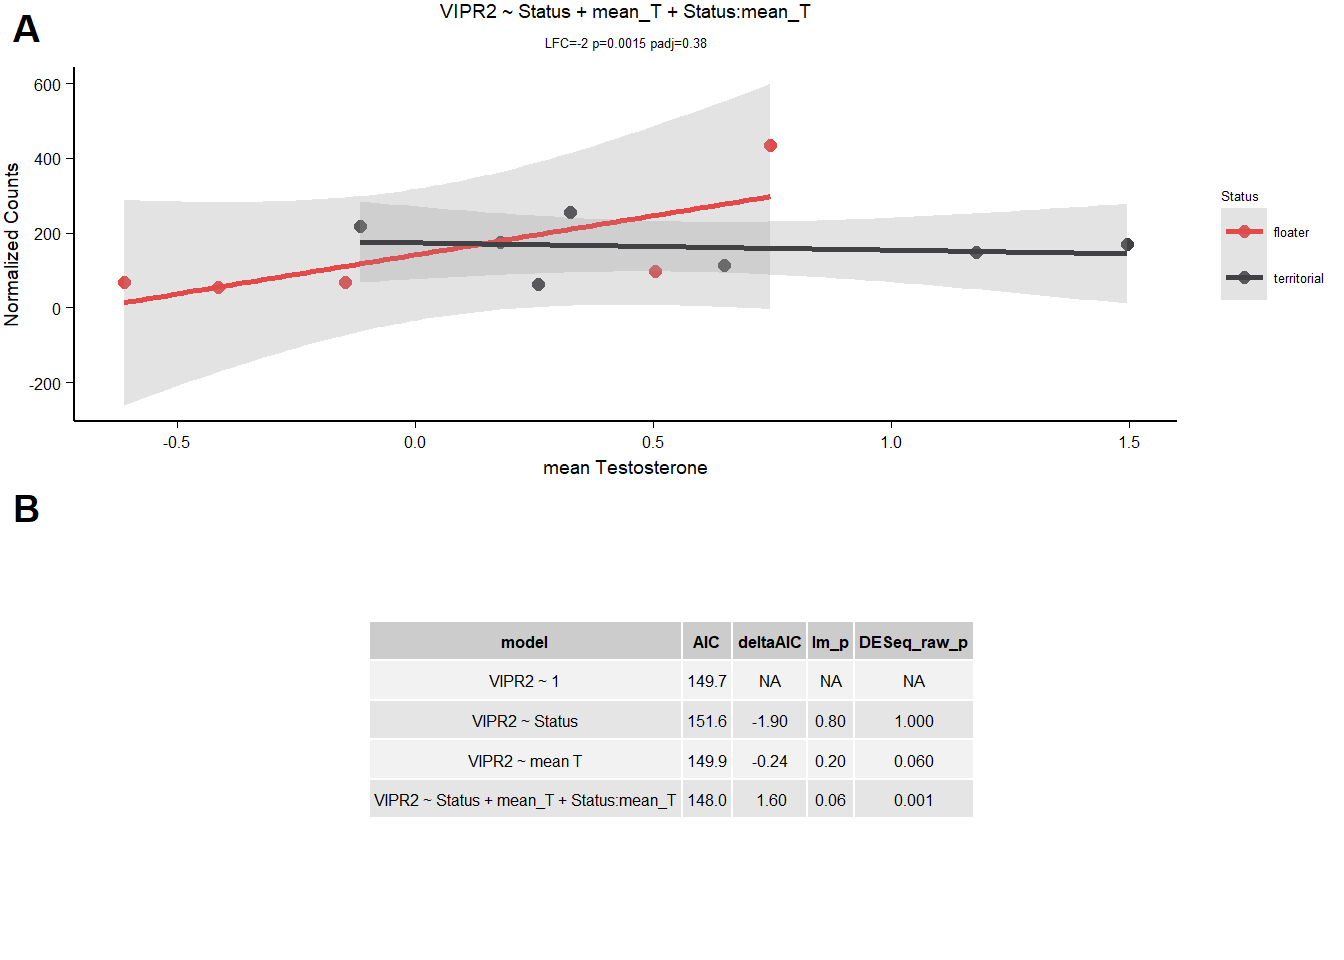 A
VIPR2 ~ Status + mean_T + Status:mean_T
LFC=-2 p=0.0015 padj=0.38
Normalized Counts
600
400
200
0
-200
-0.5 0.0 0.5 1.0 1.5
mean Testosterone
Status
floater
territorial
B
model AIC deltaAIC lm_p DESeq_raw_p
VIPR2 ~ 1 149.7 NA NA NA
VIPR2 ~ Status 151.6 -1.90 0.80 1.000
VIPR2 ~ mean T 149.9 -0.24 0.20 0.060
VIPR2 ~ Status + mean_T + Status:mean_T 148.0 1.60 0.06 0.001